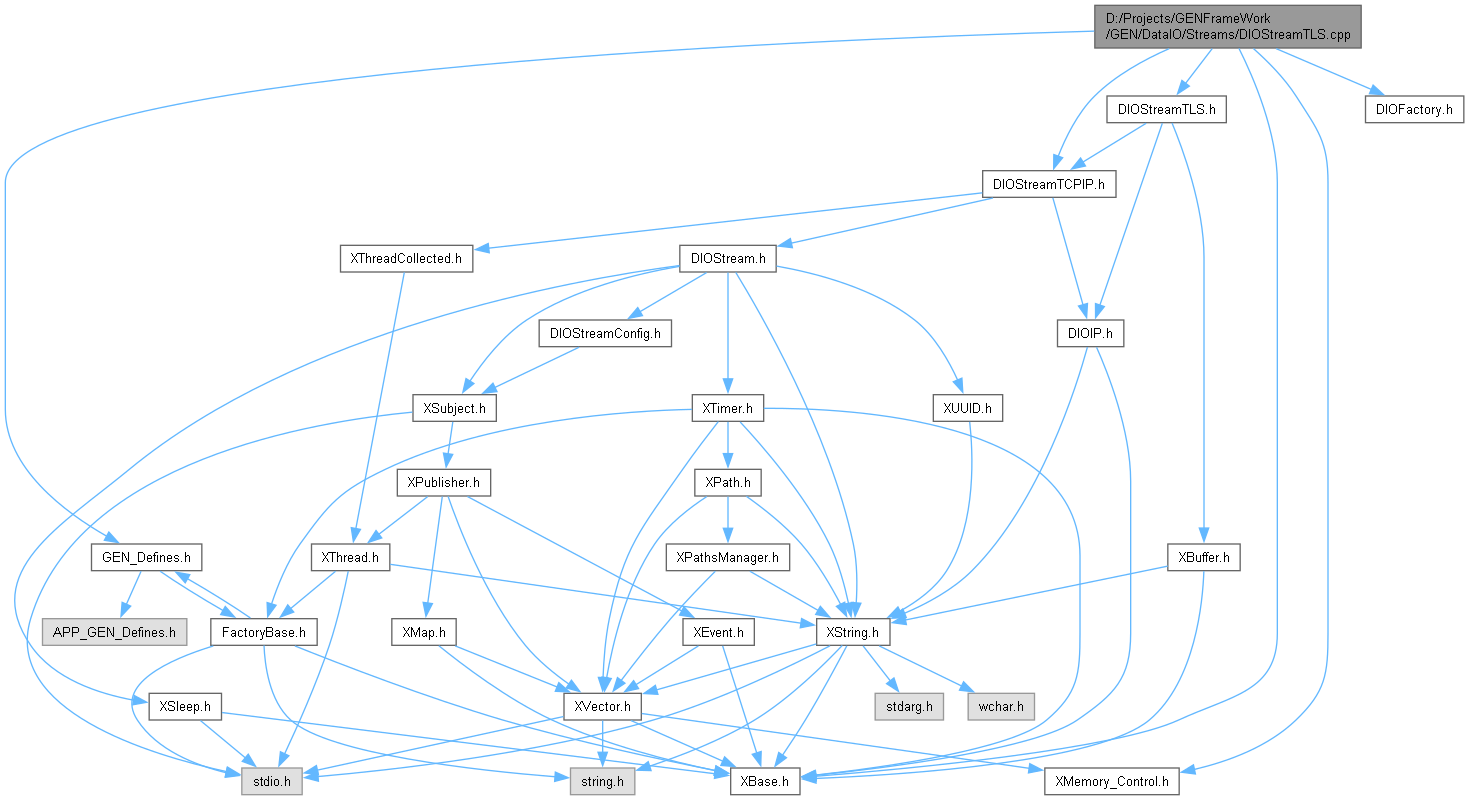 D:/Projects/GENFrameWork
/GEN/DataIO/Streams/DIOStreamTLS.cpp
DIOStreamTLS.h
DIOFactory.h
DIOStreamTCPIP.h
XThreadCollected.h
DIOStream.h
DIOStreamConfig.h
DIOIP.h
XSubject.h
XTimer.h
XUUID.h
XPublisher.h
XPath.h
GEN_Defines.h
XThread.h
XPathsManager.h
XBuffer.h
APP_GEN_Defines.h
FactoryBase.h
XMap.h
XEvent.h
XString.h
XSleep.h
XVector.h
stdarg.h
wchar.h
stdio.h
string.h
XBase.h
XMemory_Control.h